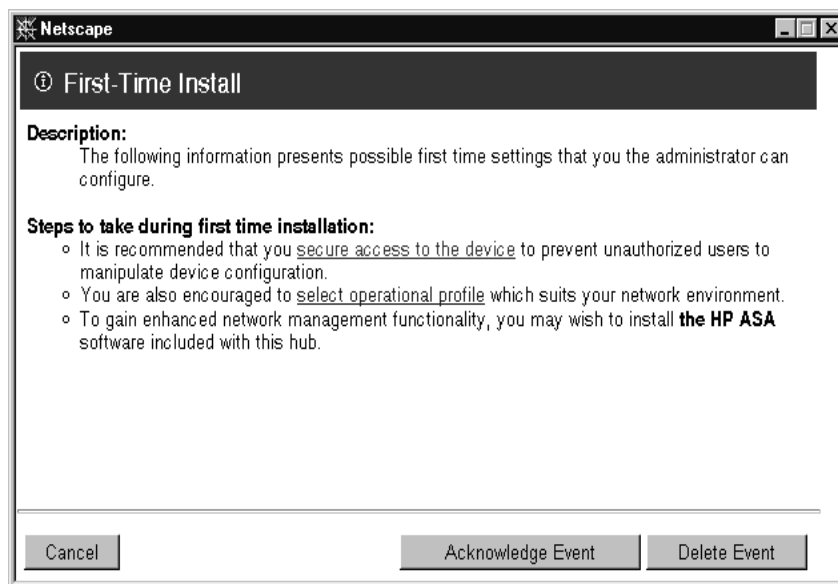 Netscape
First-Time Install
Description:
The following information presents possible first time settings that you the administrator can
configure.
Steps to take during first time installation:
It is recommended that you secure access to the device to prevent unauthorized users to
manipulate device configuration.
You are also encouraged to select operational profile which suits your network environment.
To gain enhanced network management functionality, you may wish to install the HP ASA
software included with this hub.
Cancel
Acknowledge Event
Delete Event